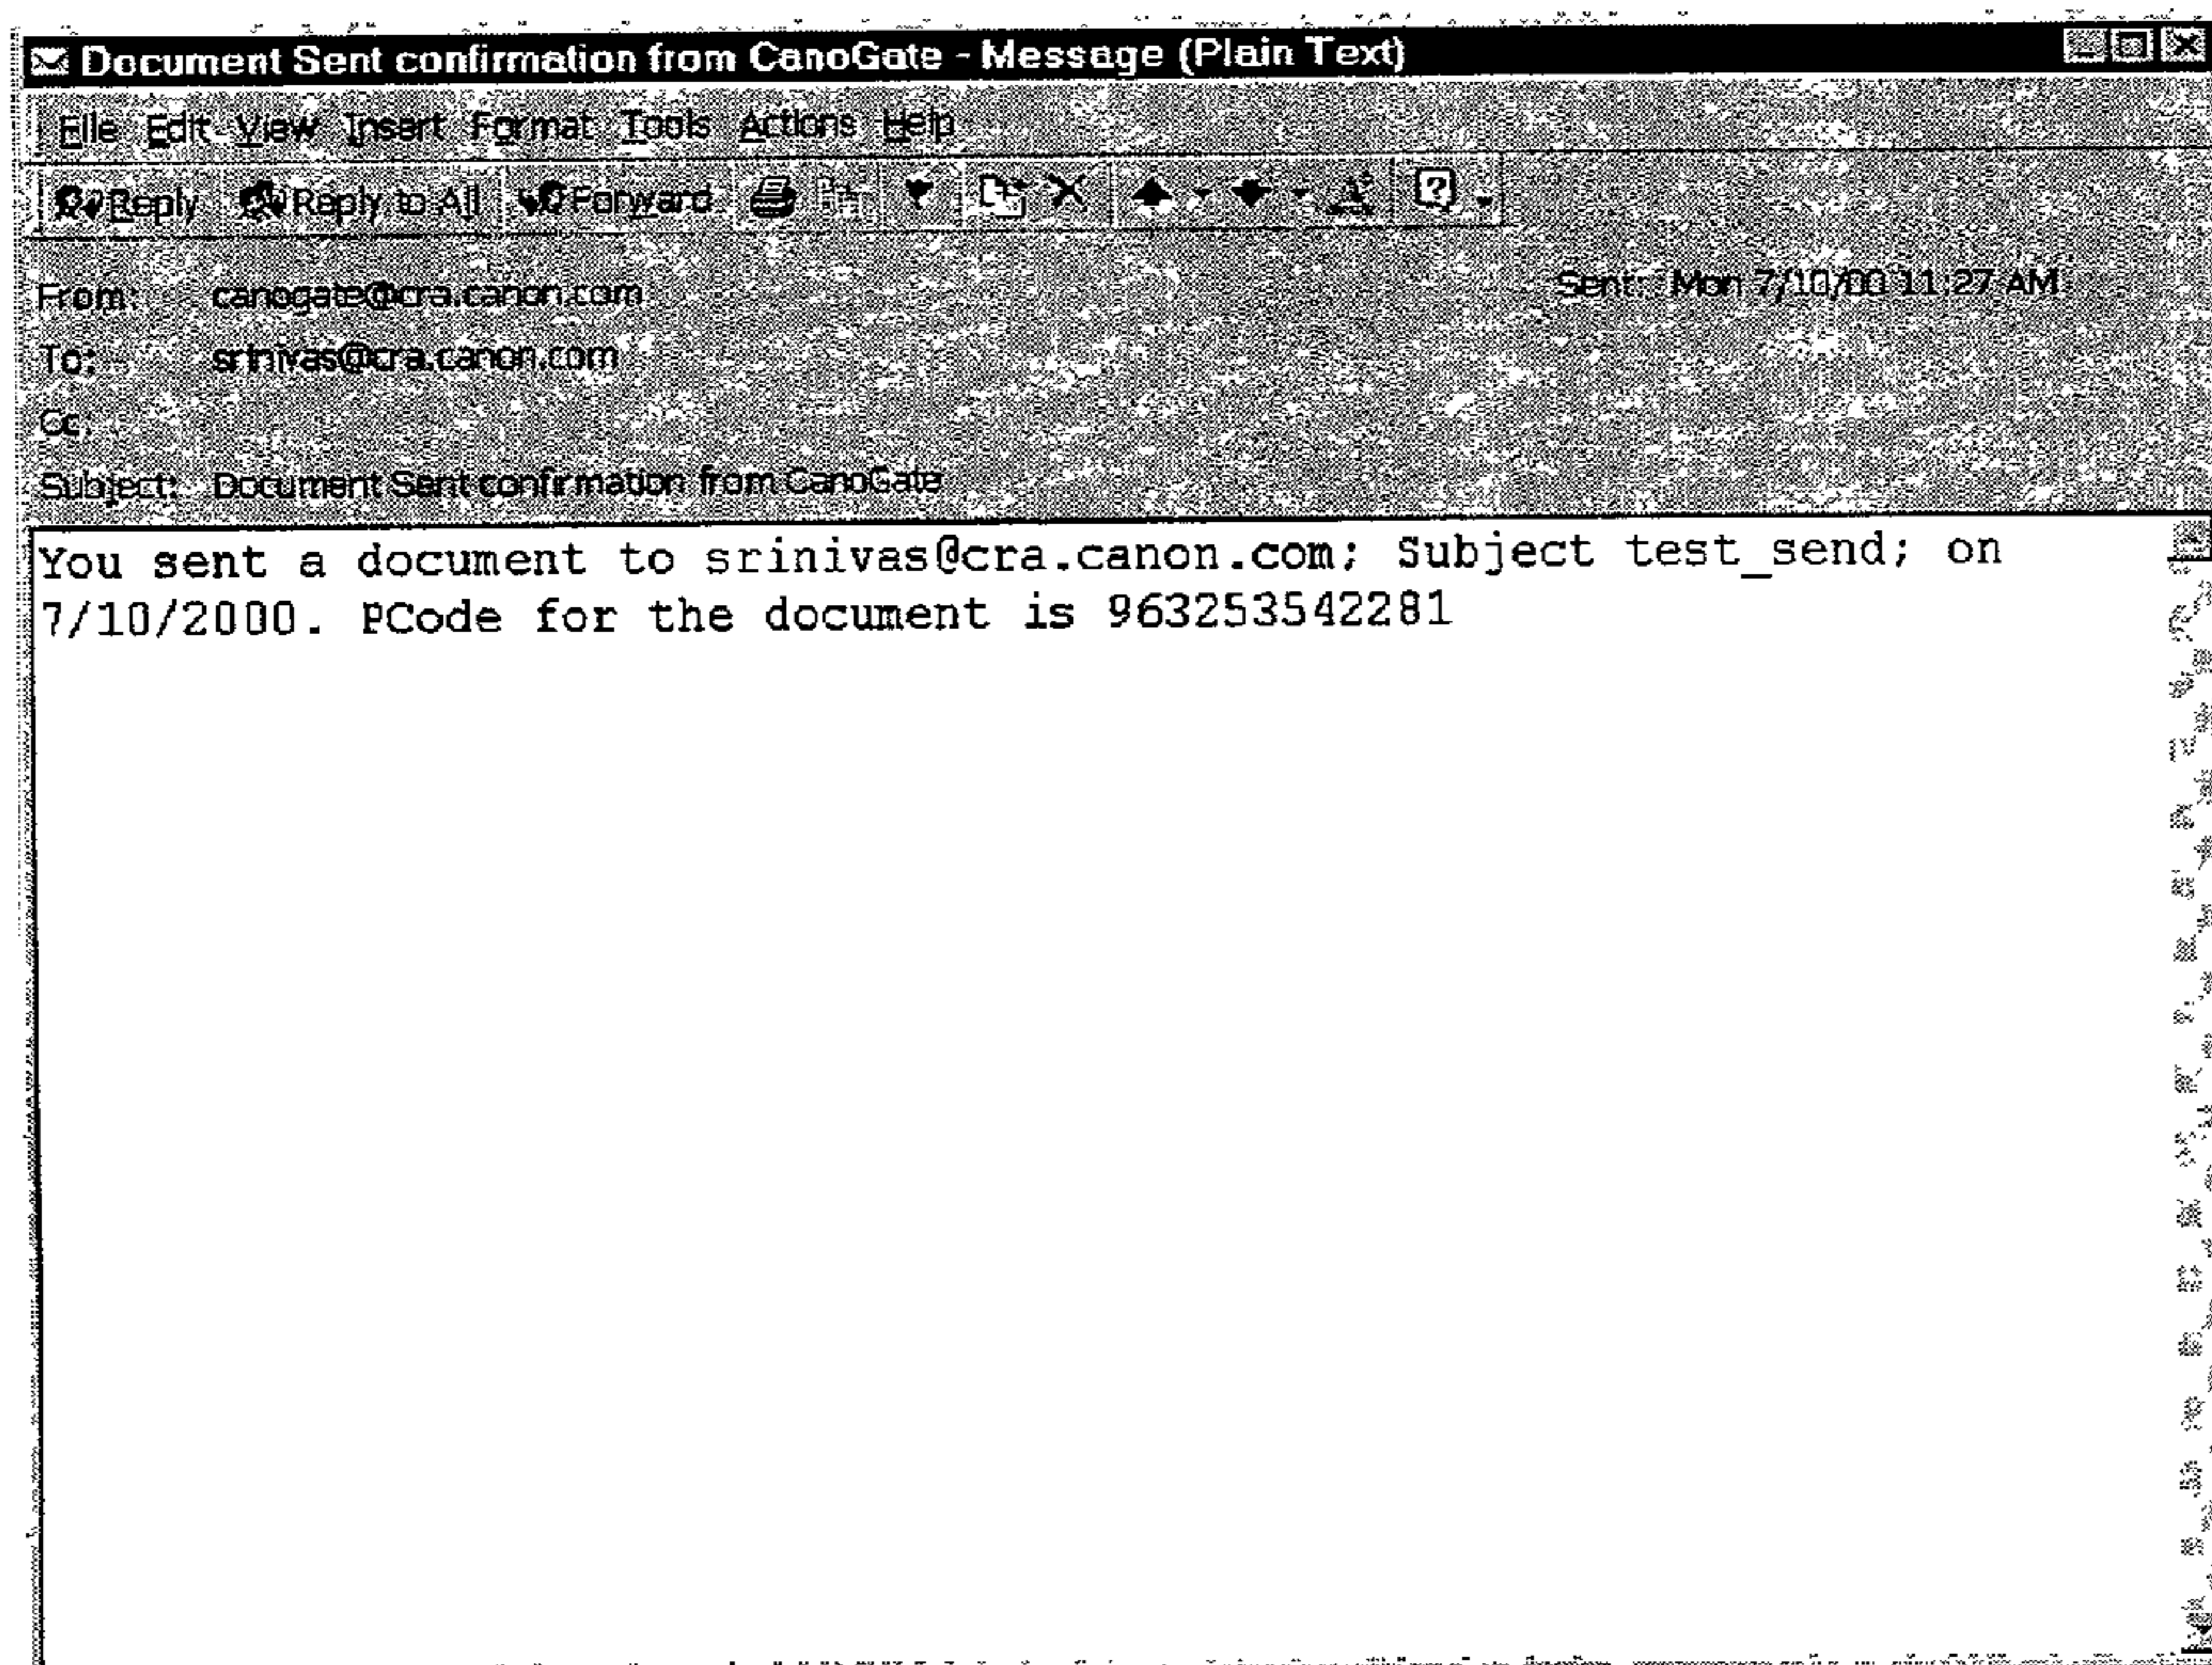 Document Sent confirmation from CanoGate - Message (Plain Text)
File Edit View Insert Format Tools Actions Help
Reply Reply to All Forward
From: canogate@cra.canon.com Sent: Mon 7/10/00 11:27 AM
To: srinivas@cra.canon.com
Cc:
Subject: Document Sent confirmation from CanoGate
You sent a document to srinivas@cra.canon.com; Subject test_send; on
7/10/2000. PCode for the document is 963253542281